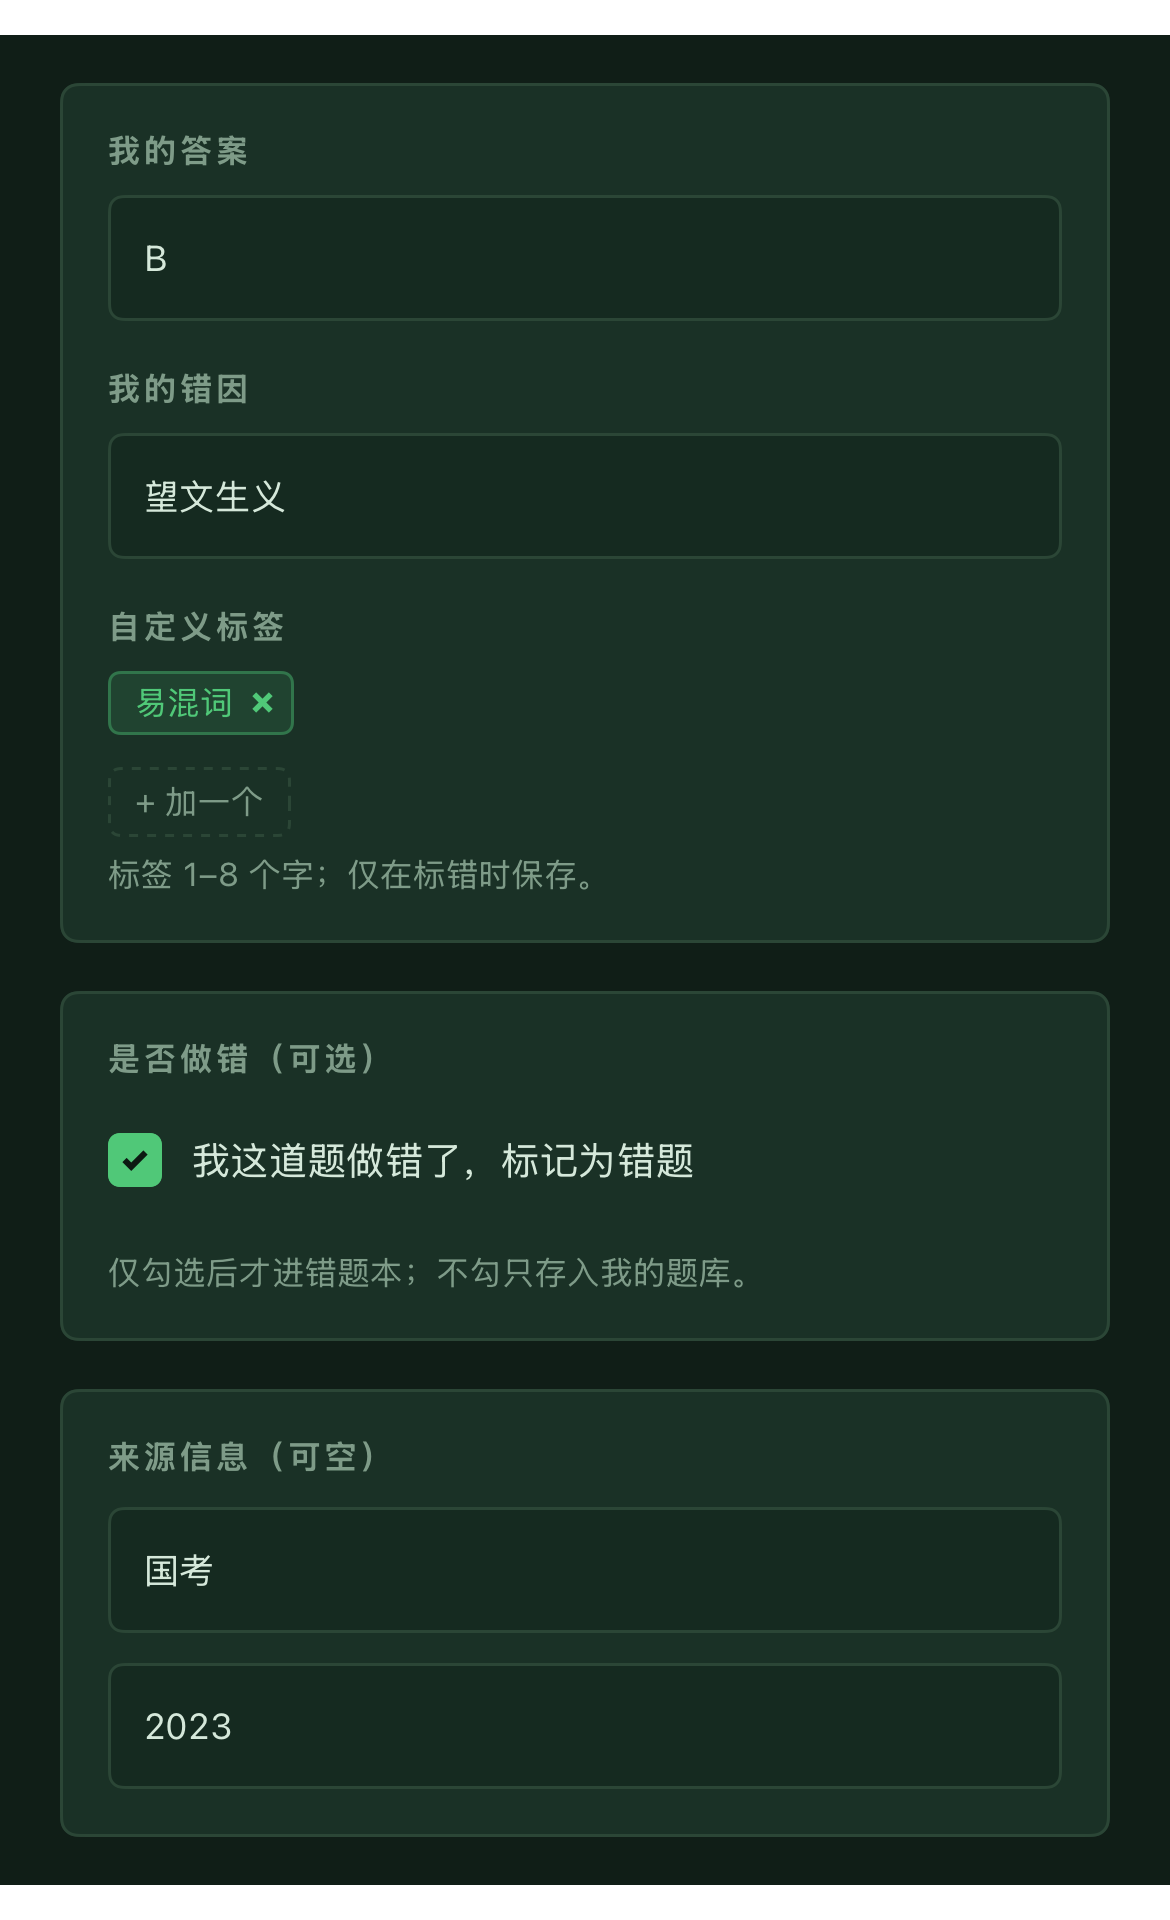 我的答案
B
我的错因
望文生义
自定义标签
易混词 ×
+ 加一个
标签 1–8 个字；仅在标错时保存。
是否做错（可选）
我这道题做错了，标记为错题
仅勾选后才进错题本；不勾只存入我的题库。
来源信息（可空）
国考
2023